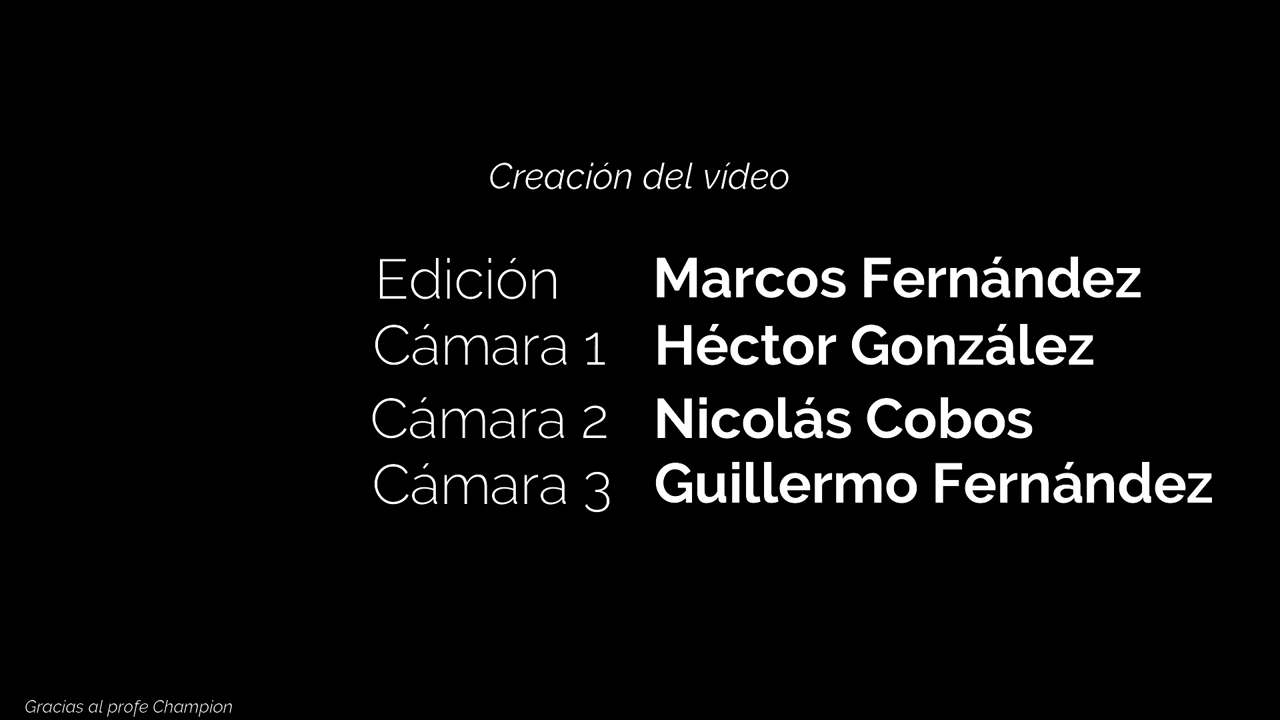 Creación del vídeo
Edición Marcos Fernández
Cámara 1 Héctor González
Cámara 2 Nicolás Cobos
Cámara 3 Guillermo Fernández
Gracias al profe Champion